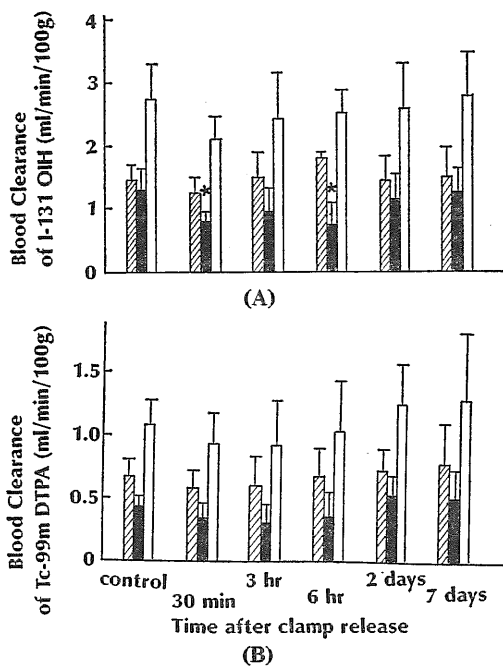 Blood Clearance
of I-131 OIH (ml/min/100g)
4
3
2
1
0
*
*
(A)
Blood Clearance
of Tc-99m DTPA (ml/min/100g)
1.5
1.0
0.5
0
control
30 min
3 hr
6 hr
2 days
7 days
Time after clamp release
(B)